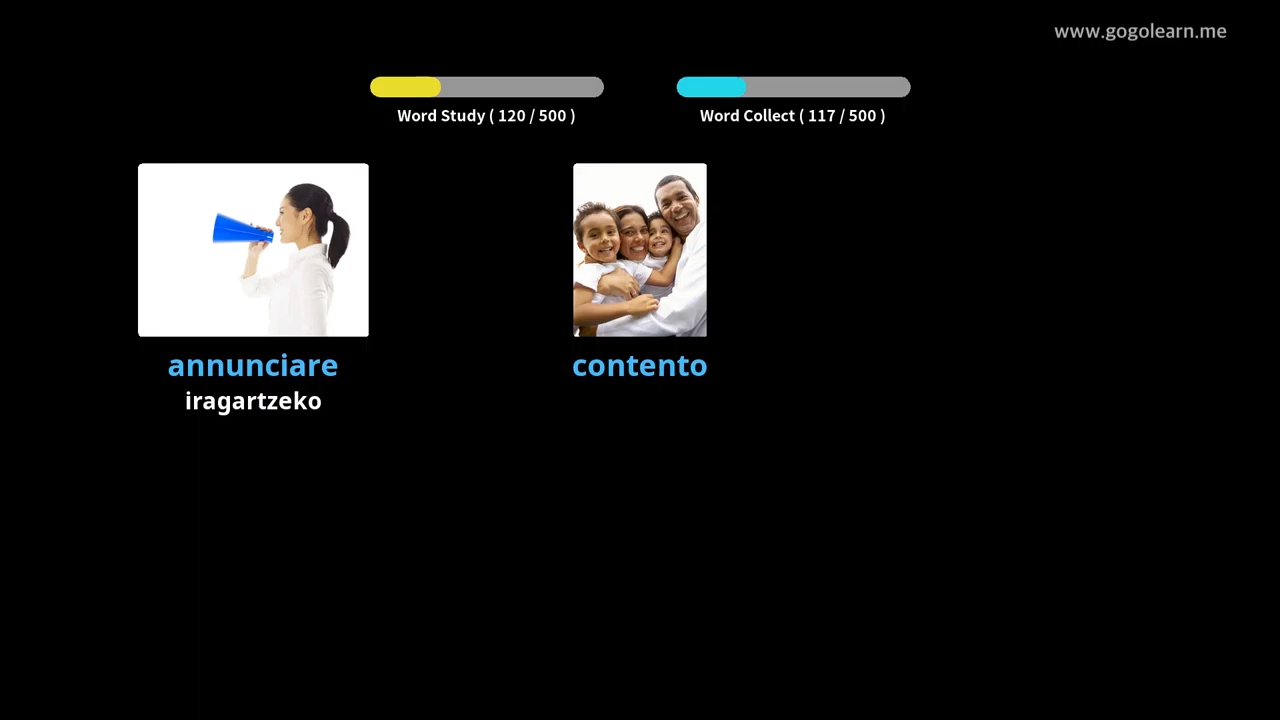 www.gogolearn.me
Word Study ( 120 / 500 )
Word Collect ( 117 / 500 )
annunciare
contento
iragartzeko